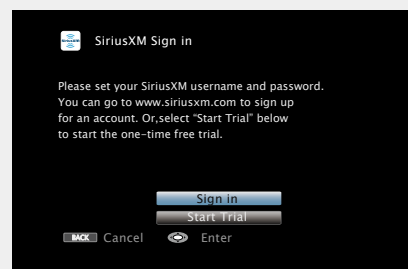 SiriusXM Sign in
Please set your SiriusXM username and password.
You can go to www.siriusxm.com to sign up
for an account. Or,select “Start Trial” below
to start the one-time free trial.
Sign in
Start Trial
BACK Cancel Enter